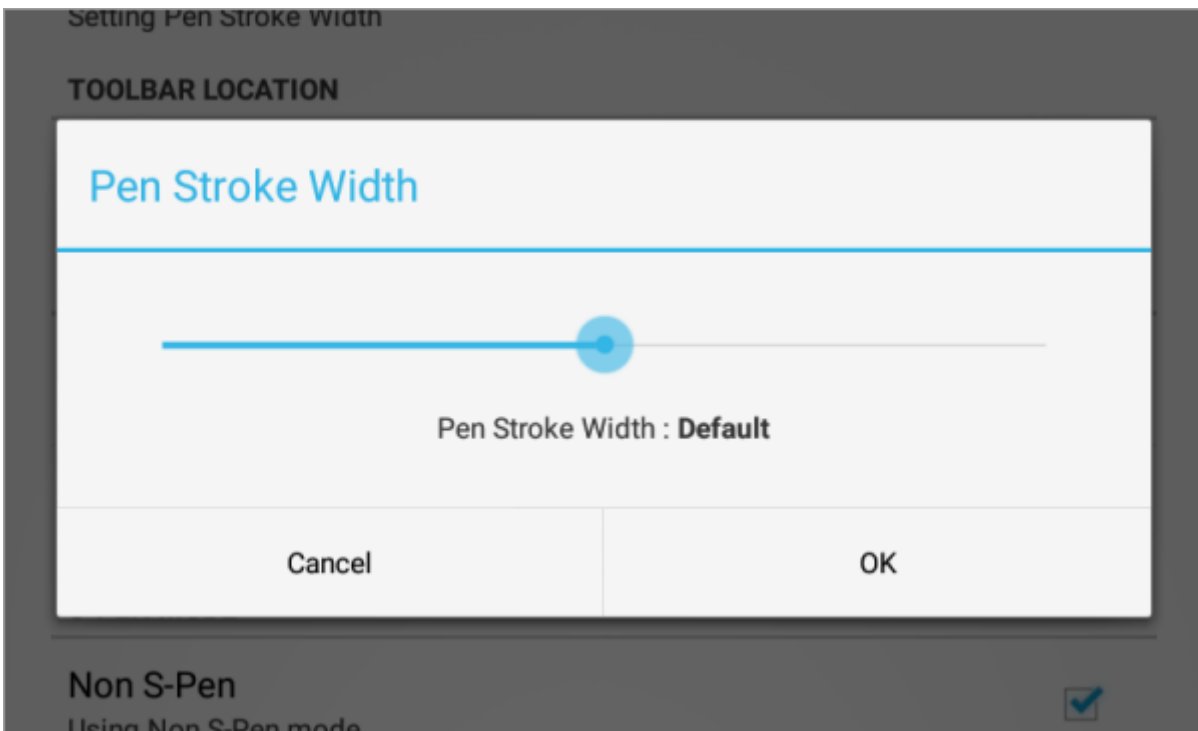 Setting Pen Stroke Width
TOOLBAR LOCATION
Pen Stroke Width
Pen Stroke Width : Default
Cancel
OK
Non S-Pen
Using Non S-Pen mode